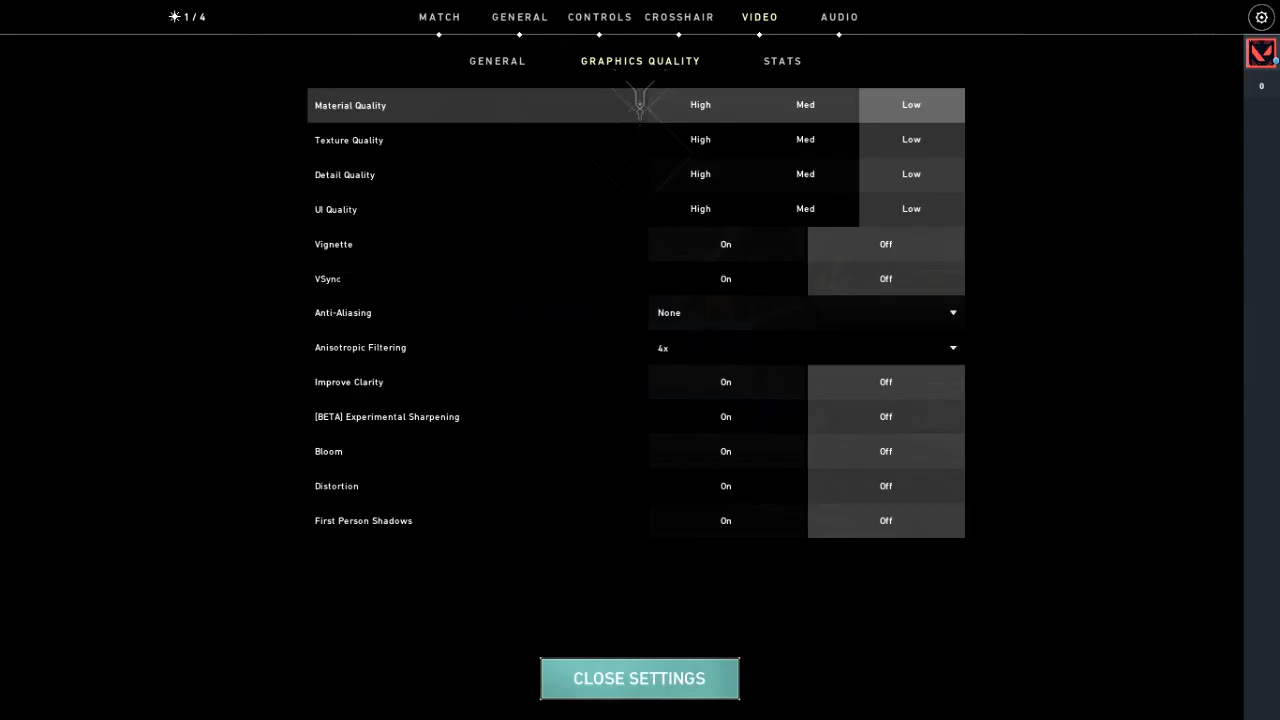 1 / 4 MATCH GENERAL CONTROLS CROSSHAIR VIDEO AUDIO
GENERAL GRAPHICS QUALITY STATS
Material Quality High Med Low
0
Texture Quality High Med Low
Detail Quality High Med Low
UI Quality High Med Low
Vignette On Off
VSync On Off
Anti-Aliasing None
Anisotropic Filtering 4x
Improve Clarity On Off
[BETA] Experimental Sharpening On Off
Bloom On Off
Distortion On Off
First Person Shadows On Off
CLOSE SETTINGS